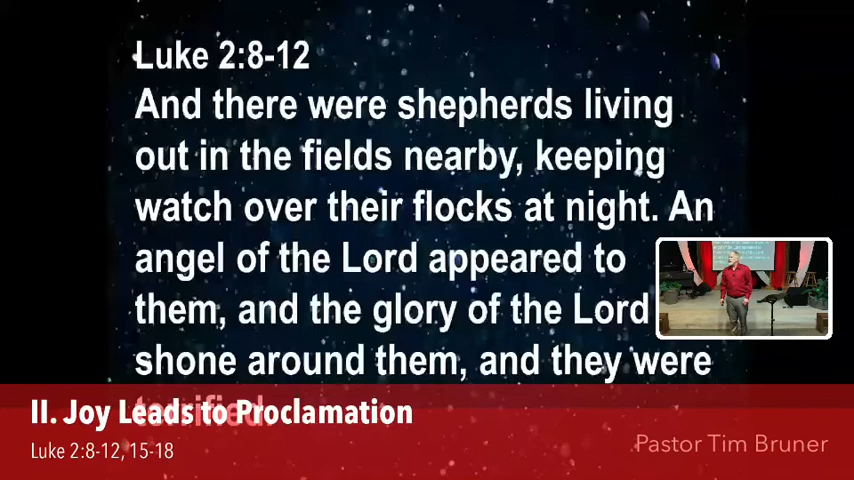 Luke 2:8-12
And there were shepherds living
out in the fields nearby, keeping
watch over their flocks at night. An
angel of the Lord appeared to
them, and the glory of the Lord
shone around them, and they were
terrified.
II. Joy Leads to Proclamation
Luke 2:8-12, 15-18
Pastor Tim Bruner